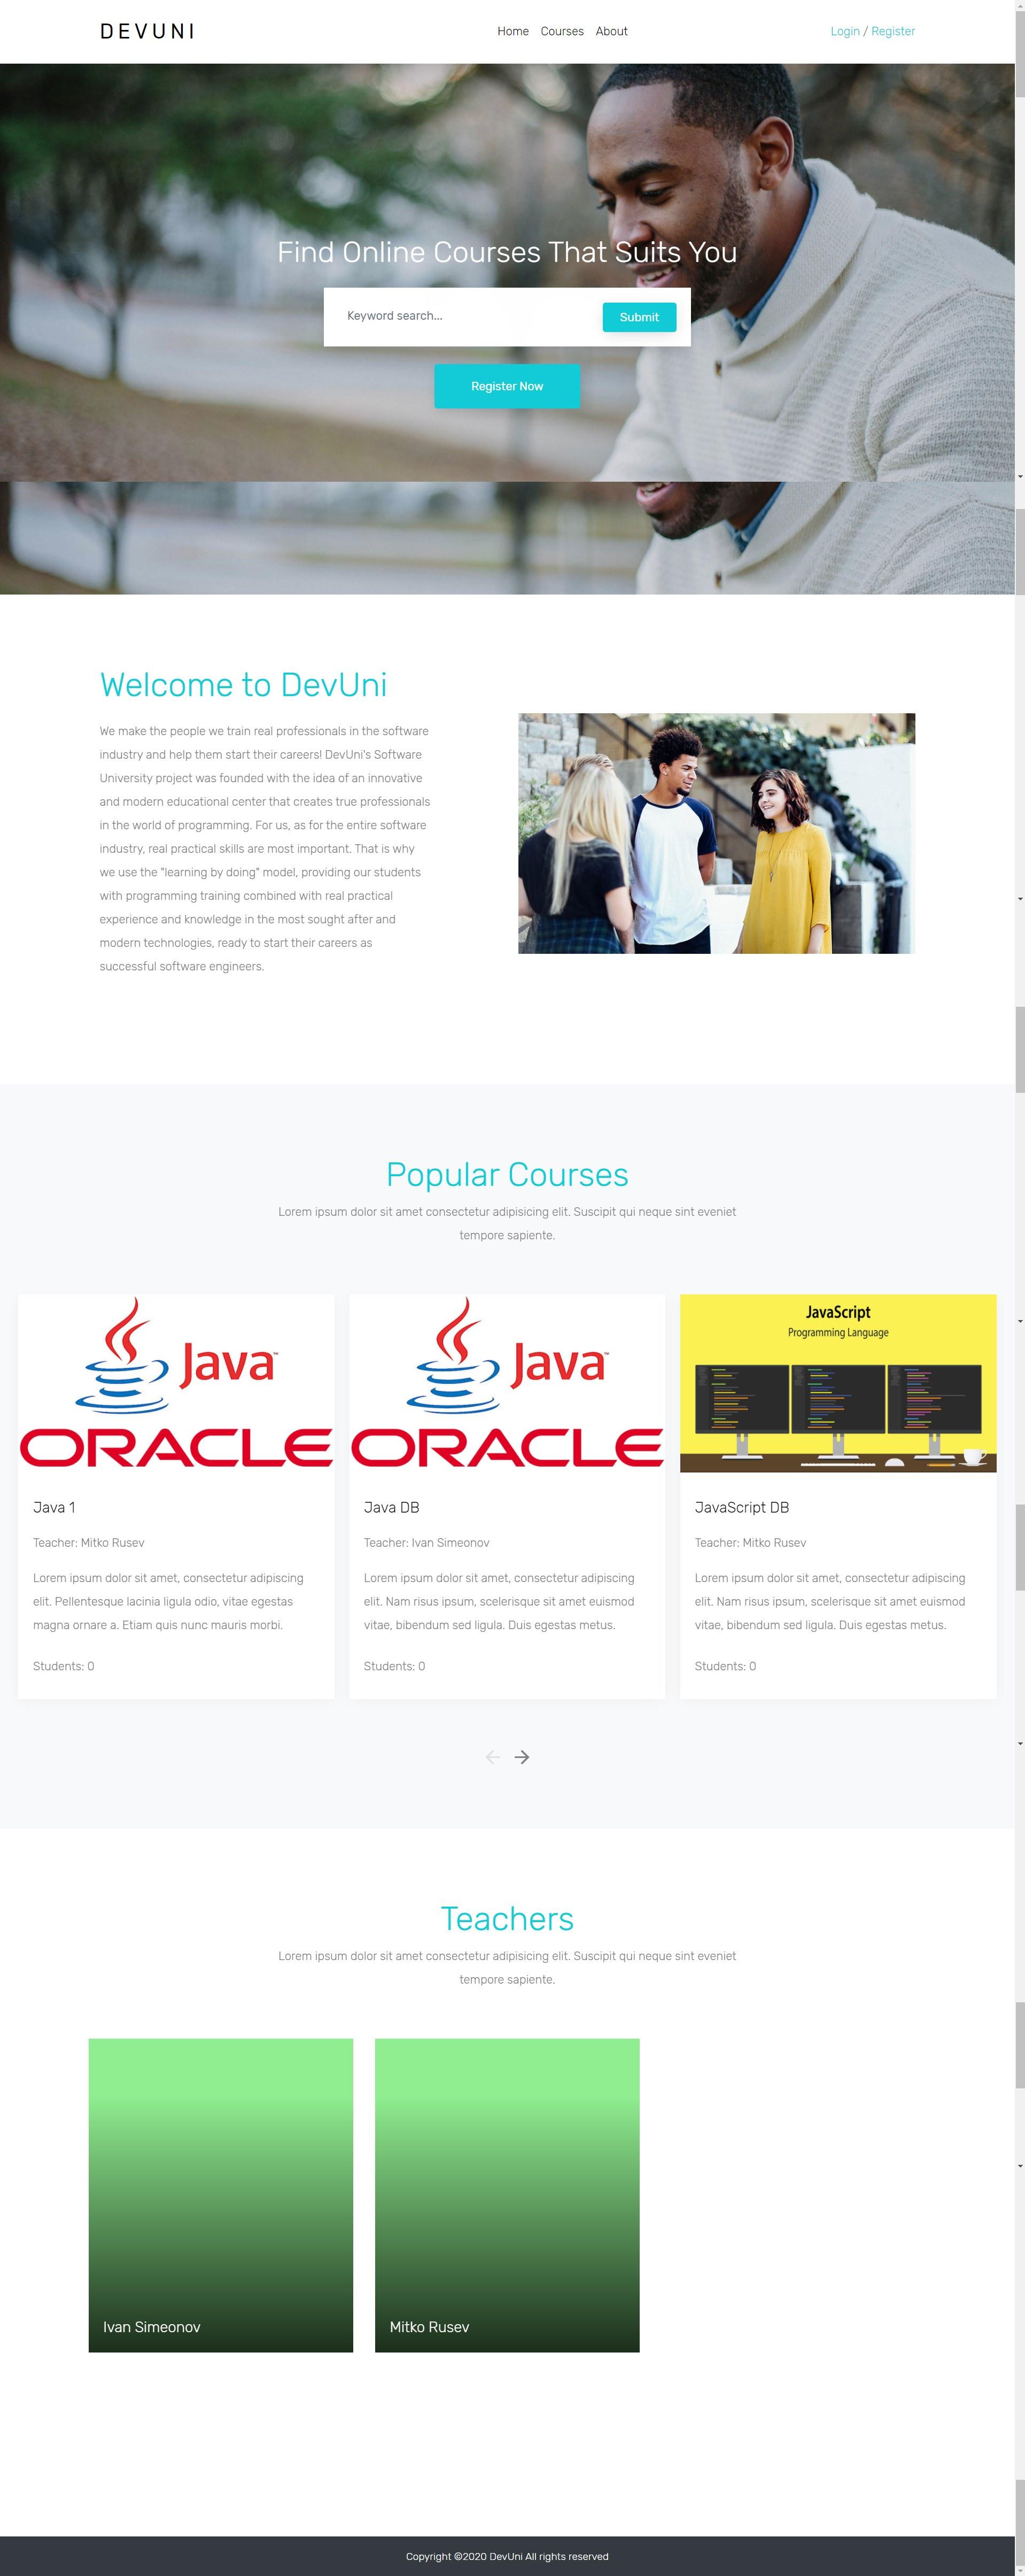 DEVUNI
Home Courses About
Login / Register
Find Online Courses That Suits You
Keyword search...
Submit
Register Now
Welcome to DevUni
We make the people we train real professionals in the software
industry and help them start their careers! DevUni's Software
University project was founded with the idea of an innovative
and modern educational center that creates true professionals
in the world of programming. For us, as for the entire software
industry, real practical skills are most important. That is why
we use the "learning by doing" model, providing our students
with programming training combined with real practical
experience and knowledge in the most sought after and
modern technologies, ready to start their careers as
successful software engineers.
Popular Courses
Lorem ipsum dolor sit amet consectetur adipisicing elit. Suscipit qui neque sint eveniet
tempore sapiente.
Java™
ORACLE
Java 1
Teacher: Mitko Rusev
Lorem ipsum dolor sit amet, consectetur adipiscing
elit. Pellentesque lacinia ligula odio, vitae egestas
magna ornare a. Etiam quis nunc mauris morbi.
Students: 0
Java™
ORACLE
Java DB
Teacher: Ivan Simeonov
Lorem ipsum dolor sit amet, consectetur adipiscing
elit. Nam risus ipsum, scelerisque sit amet euismod
vitae, bibendum sed ligula. Duis egestas metus.
Students: 0
JavaScript
Programming Language
JavaScript DB
Teacher: Mitko Rusev
Lorem ipsum dolor sit amet, consectetur adipiscing
elit. Nam risus ipsum, scelerisque sit amet euismod
vitae, bibendum sed ligula. Duis egestas metus.
Students: 0
Teachers
Lorem ipsum dolor sit amet consectetur adipisicing elit. Suscipit qui neque sint eveniet
tempore sapiente.
Ivan Simeonov
Mitko Rusev
Copyright ©2020 DevUni All rights reserved